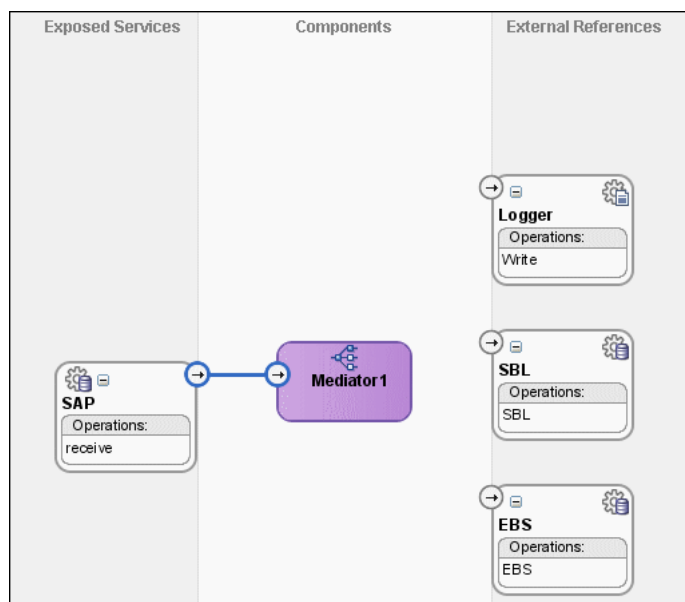 Exposed Services
Components
External References
Logger
Operations:
Write
SAP
Operations:
receive
Mediator1
SBL
Operations:
SBL
EBS
Operations:
EBS